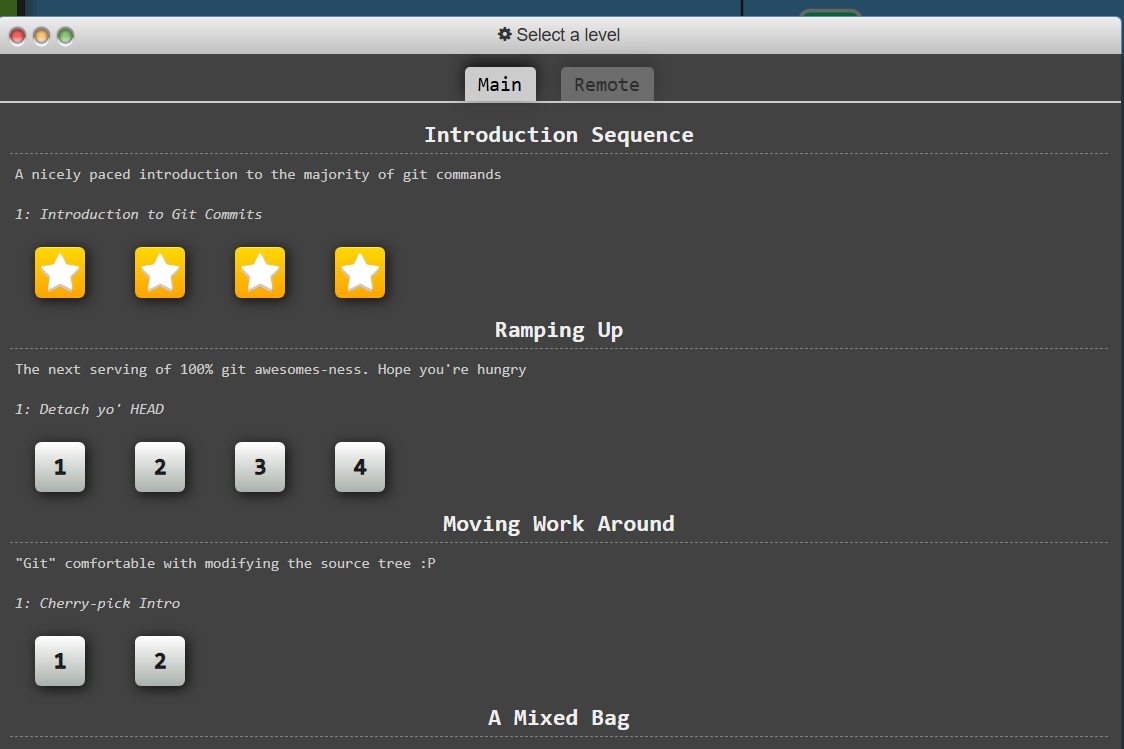 Select a level
Main Remote
Introduction Sequence
A nicely paced introduction to the majority of git commands
1: Introduction to Git Commits
Ramping Up
The next serving of 100% git awesomes-ness. Hope you're hungry
1: Detach yo' HEAD
1 2 3 4
Moving Work Around
"Git" comfortable with modifying the source tree :P
1: Cherry-pick Intro
1 2
A Mixed Bag